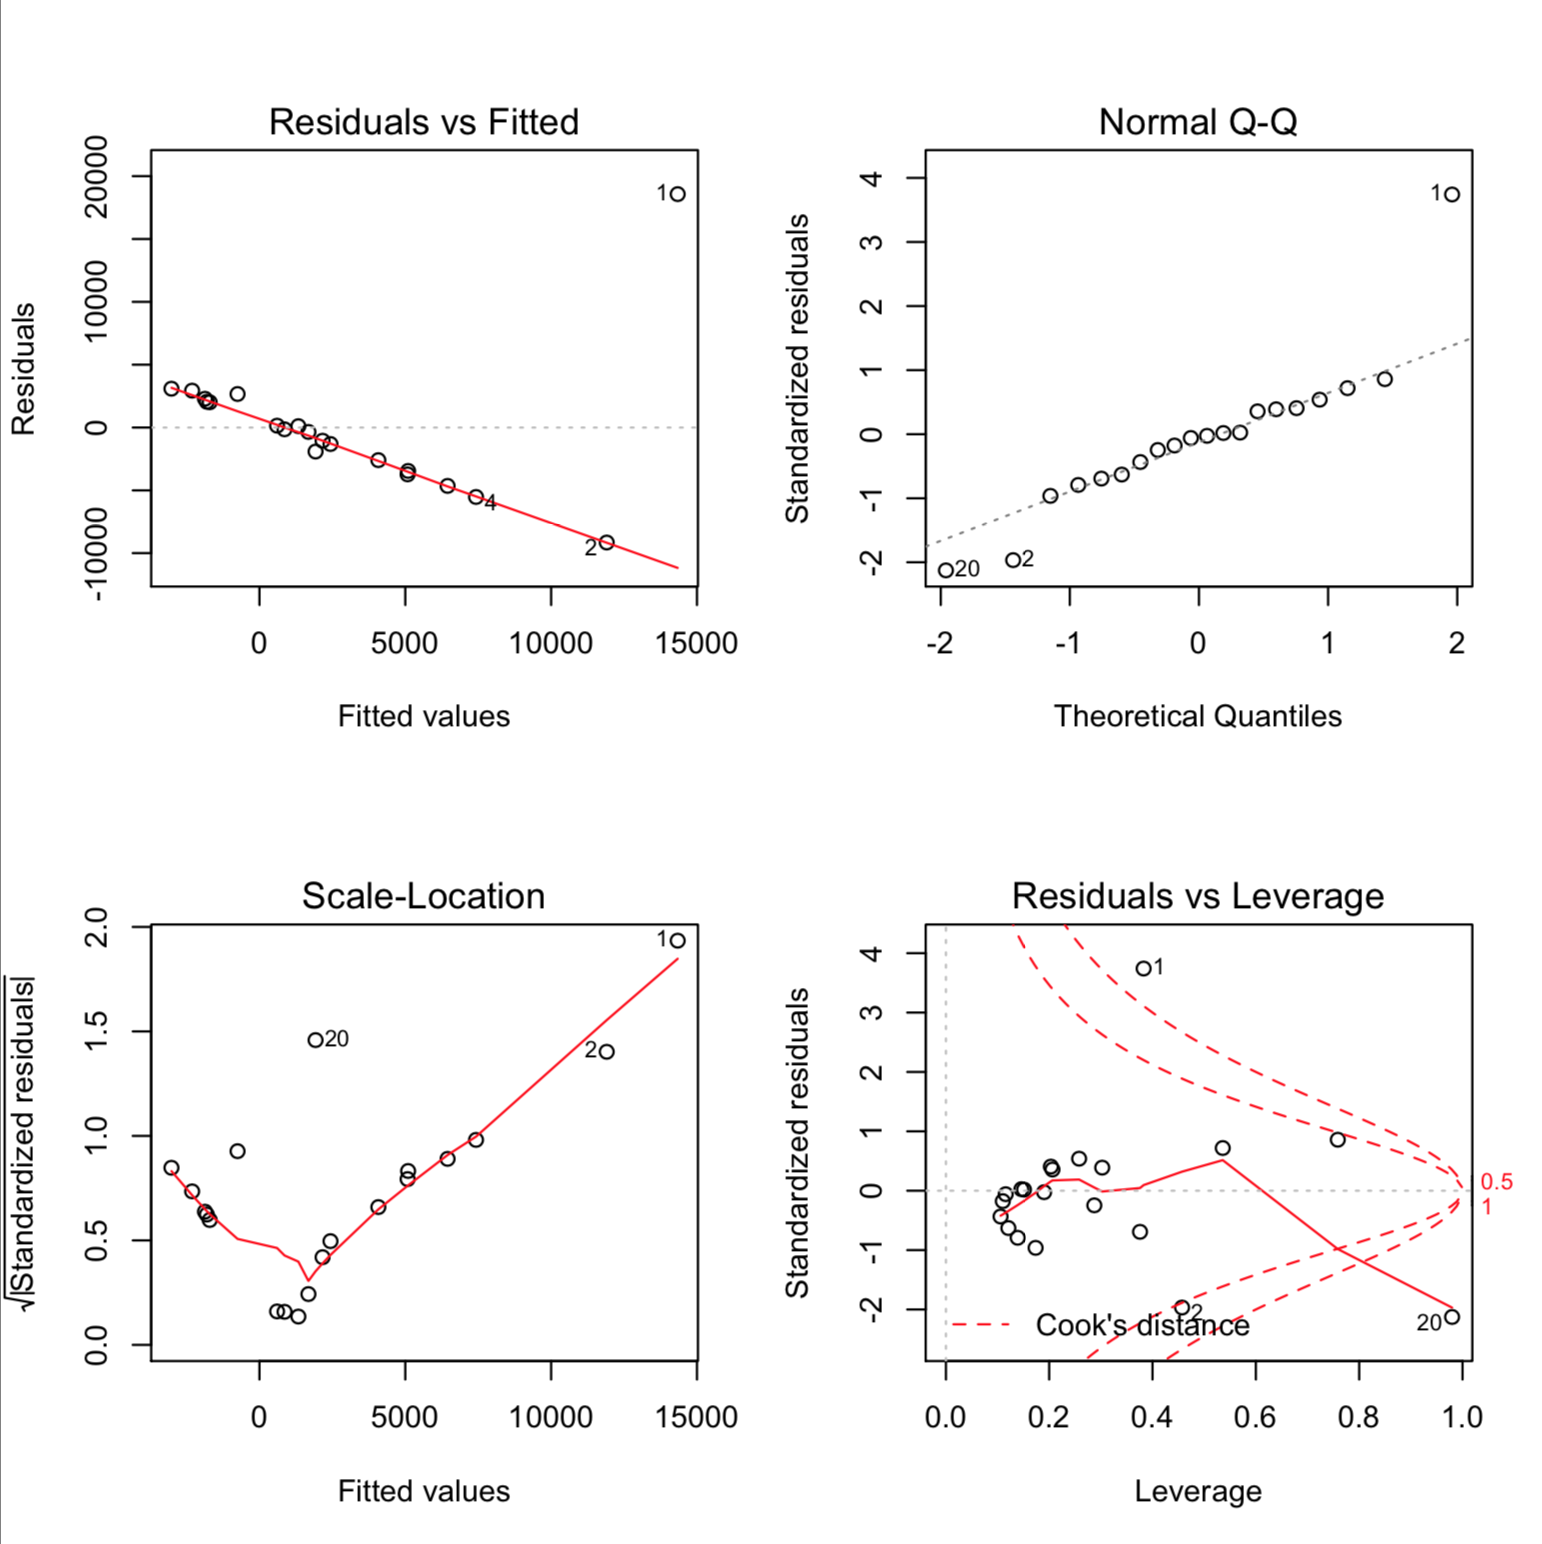 Residuals vs Fitted
Residuals
20000
10000
0
-10000
1
4
2
0 5000 10000 15000
Fitted values
Normal Q-Q
Standardized residuals
4
3
2
1
0
-1
-2
1
2
20
-2 -1 0 1 2
Theoretical Quantiles
Scale-Location
√|Standardized residuals|
2.0
1.5
1.0
0.5
0.0
1
20
2
0 5000 10000 15000
Fitted values
Residuals vs Leverage
Standardized residuals
4
3
2
1
0
-1
-2
1
0.5
1
2
20
Cook's distance
0.0 0.2 0.4 0.6 0.8 1.0
Leverage